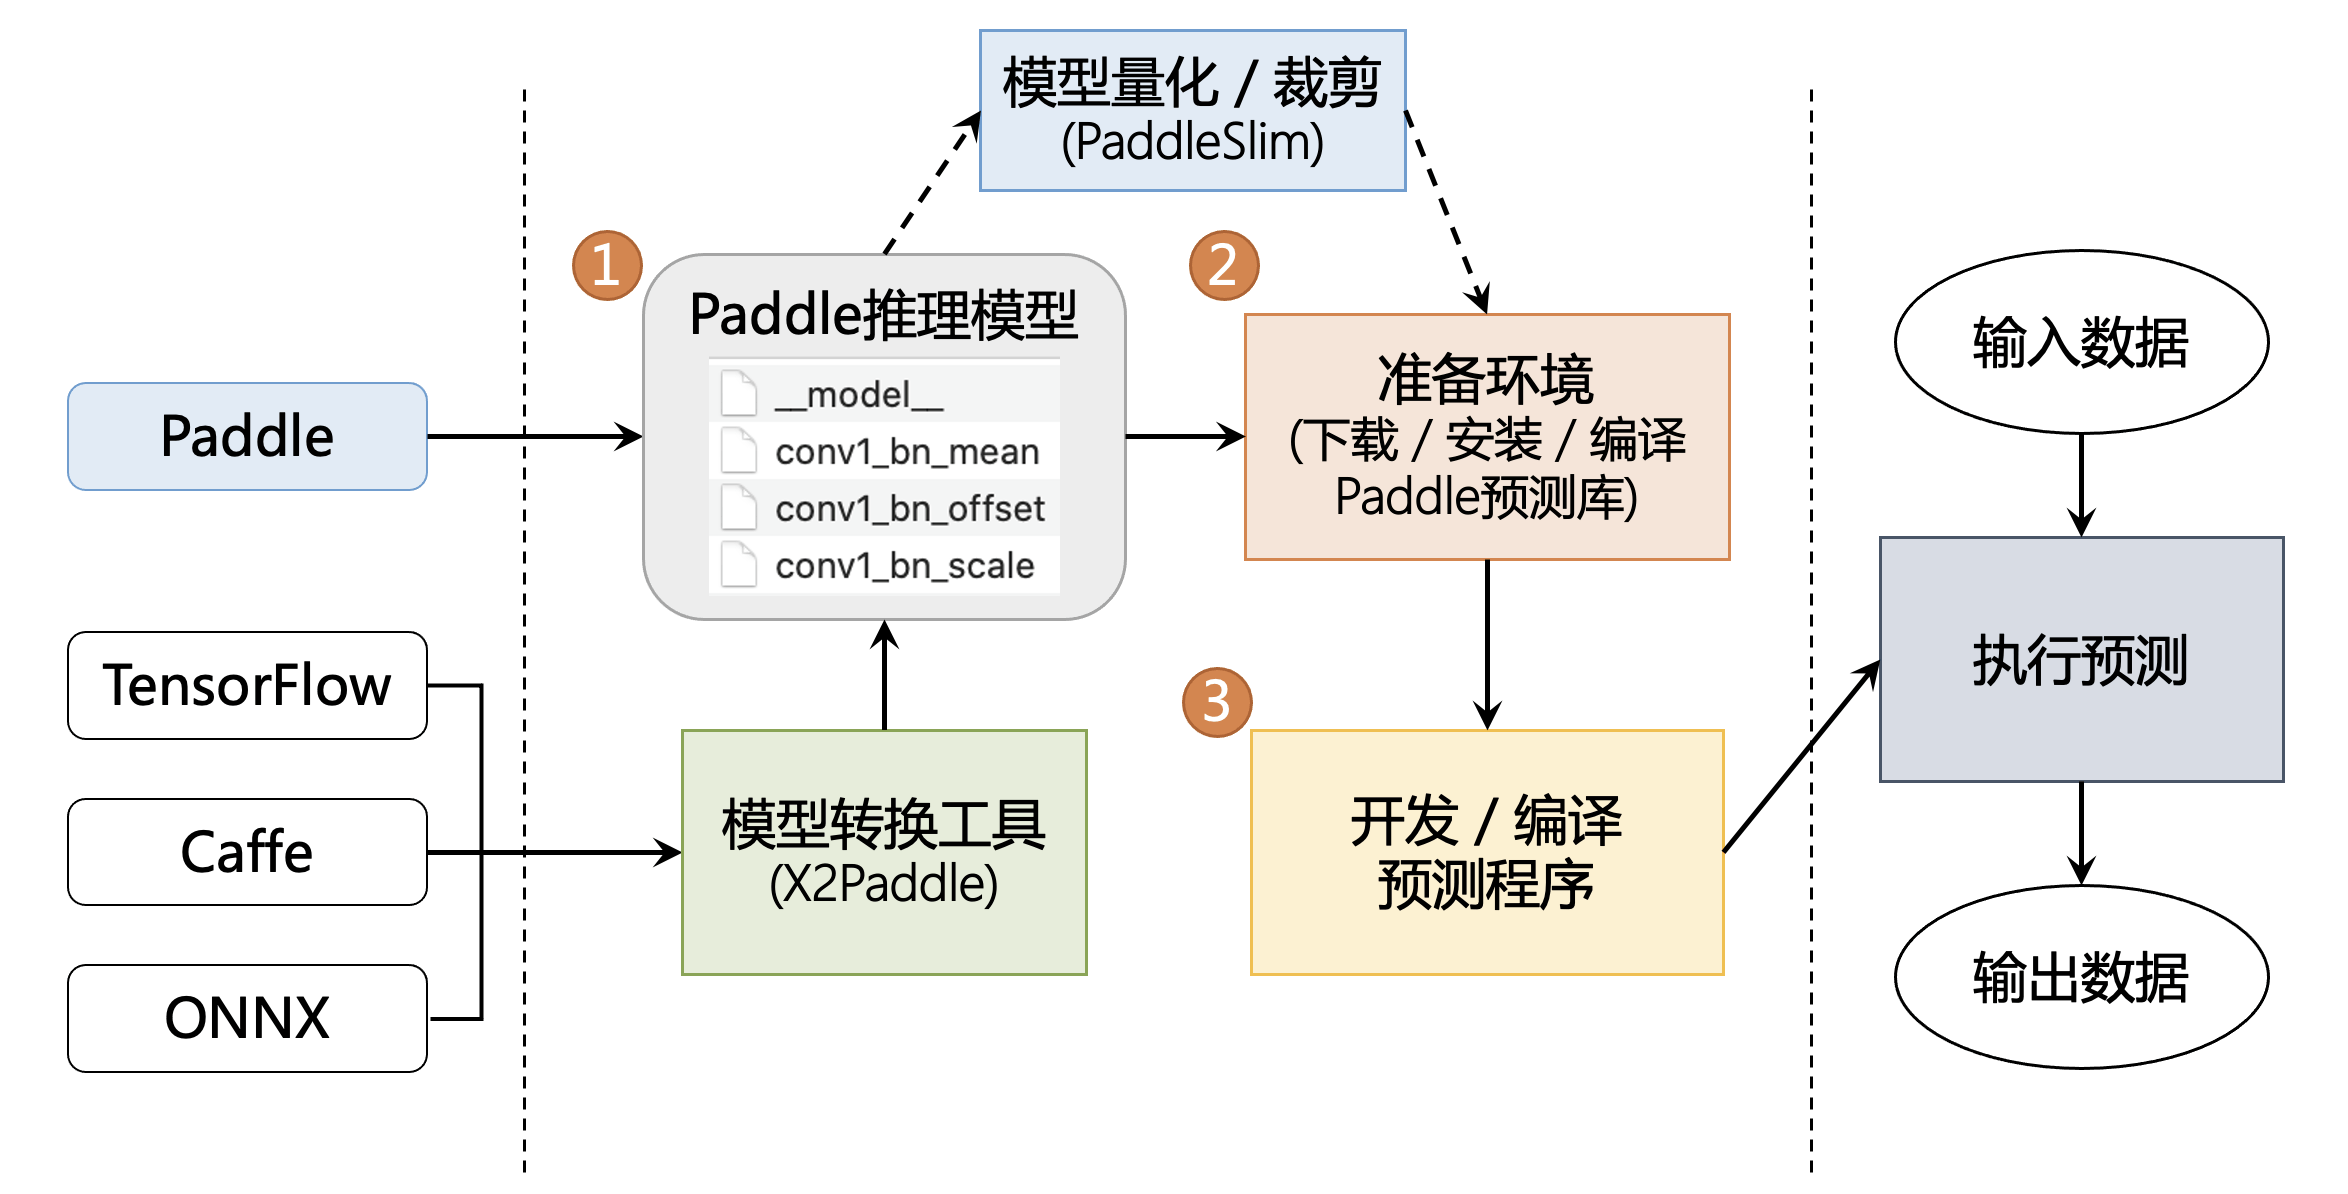 模型量化 / 裁剪
(PaddleSlim)
1
2
Paddle推理模型
__model__
conv1_bn_mean
conv1_bn_offset
conv1_bn_scale
准备环境
(下载 / 安装 / 编译
Paddle预测库)
输入数据
Paddle
TensorFlow
Caffe
ONNX
模型转换工具
(X2Paddle)
3
开发 / 编译
预测程序
执行预测
输出数据